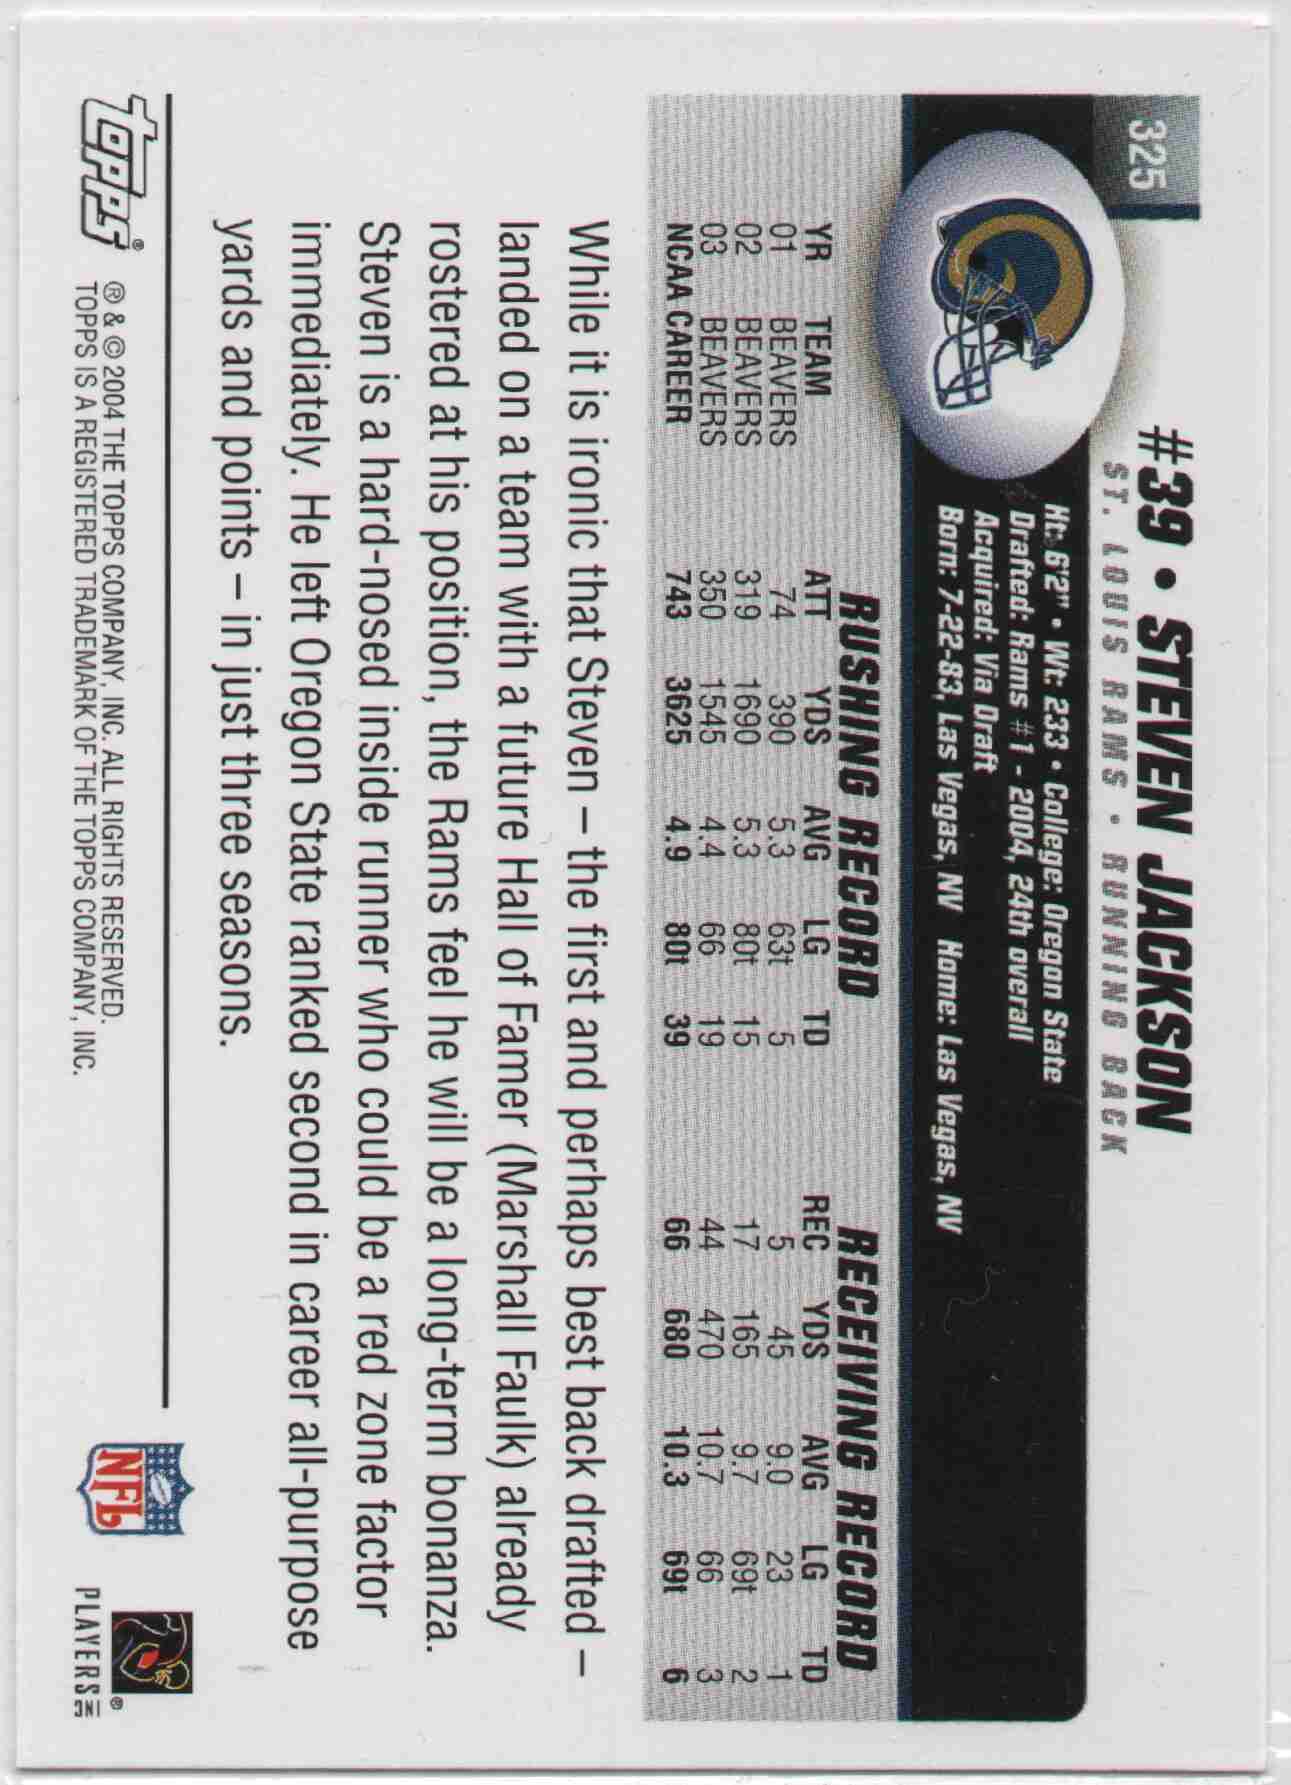 325
#39 • STEVEN JACKSON
ST. LOUIS RAMS • RUNNING BACK
Ht: 6'2" • Wt: 233 • College: Oregon State
Drafted: Rams #1 - 2004, 24th overall
Acquired: Via Draft
Born: 7-22-83, Las Vegas, NV Home: Las Vegas, NV
RUSHING RECORD RECEIVING RECORD
YR TEAM ATT YDS AVG LG TD REC YDS AVG LG TD
01 BEAVERS 74 390 5.3 63t 5 5 45 9.0 23 1
02 BEAVERS 319 1690 5.3 80t 15 17 165 9.7 69t 2
03 BEAVERS 350 1545 4.4 66 19 44 470 10.7 66 3
NCAA CAREER 743 3625 4.9 80t 39 66 680 10.3 69t 6
While it is ironic that Steven – the first and perhaps best back drafted –
landed on a team with a future Hall of Famer (Marshall Faulk) already
rostered at his position, the Rams feel he will be a long-term bonanza.
Steven is a hard-nosed inside runner who could be a red zone factor
immediately. He left Oregon State ranked second in career all-purpose
yards and points – in just three seasons.
topps®
® & © 2004 THE TOPPS COMPANY, INC. ALL RIGHTS RESERVED.
TOPPS IS A REGISTERED TRADEMARK OF THE TOPPS COMPANY, INC.
NFL
PLAYERS INC ®